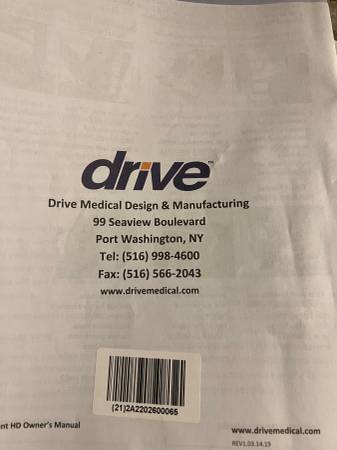 drive™
Drive Medical Design & Manufacturing
99 Seaview Boulevard
Port Washington, NY
Tel: (516) 998-4600
Fax: (516) 566-2043
www.drivemedical.com
(21)2A2202600065
nt HD Owner's Manual
www.drivemedical.com
REV1.03.14.19